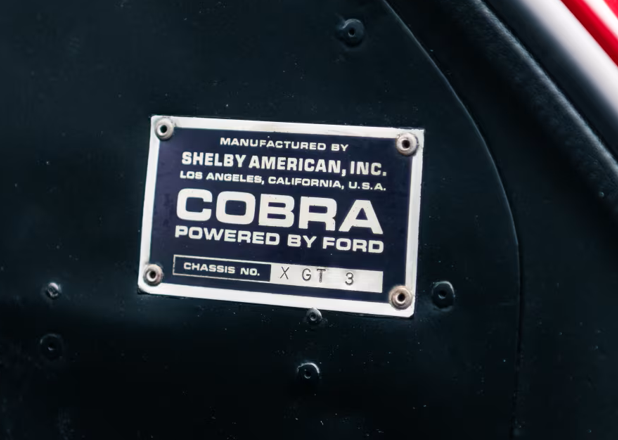 MANUFACTURED BY
SHELBY AMERICAN, INC.
LOS ANGELES, CALIFORNIA, U.S.A.
COBRA
POWERED BY FORD
CHASSIS NO. X GT 3